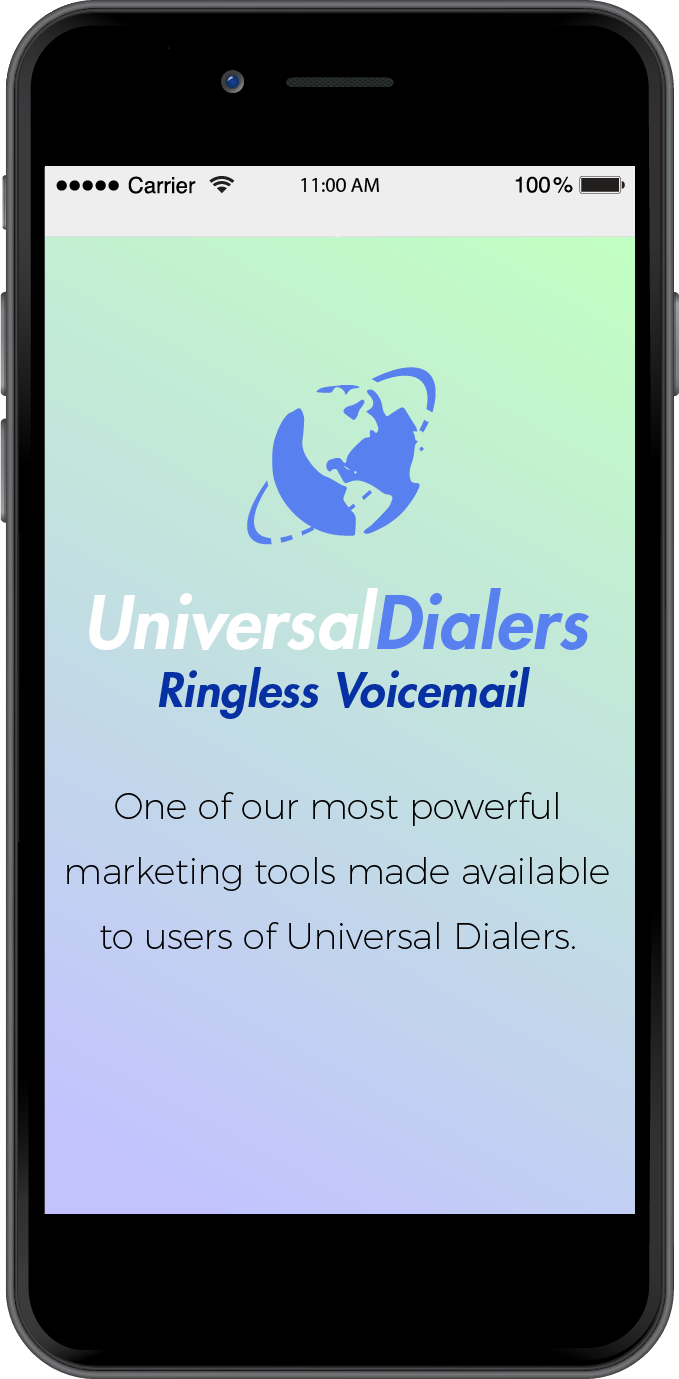 Carrier 11:00 AM 100%
UniversalDialers
Ringless Voicemail
One of our most powerful
marketing tools made available
to users of Universal Dialers.